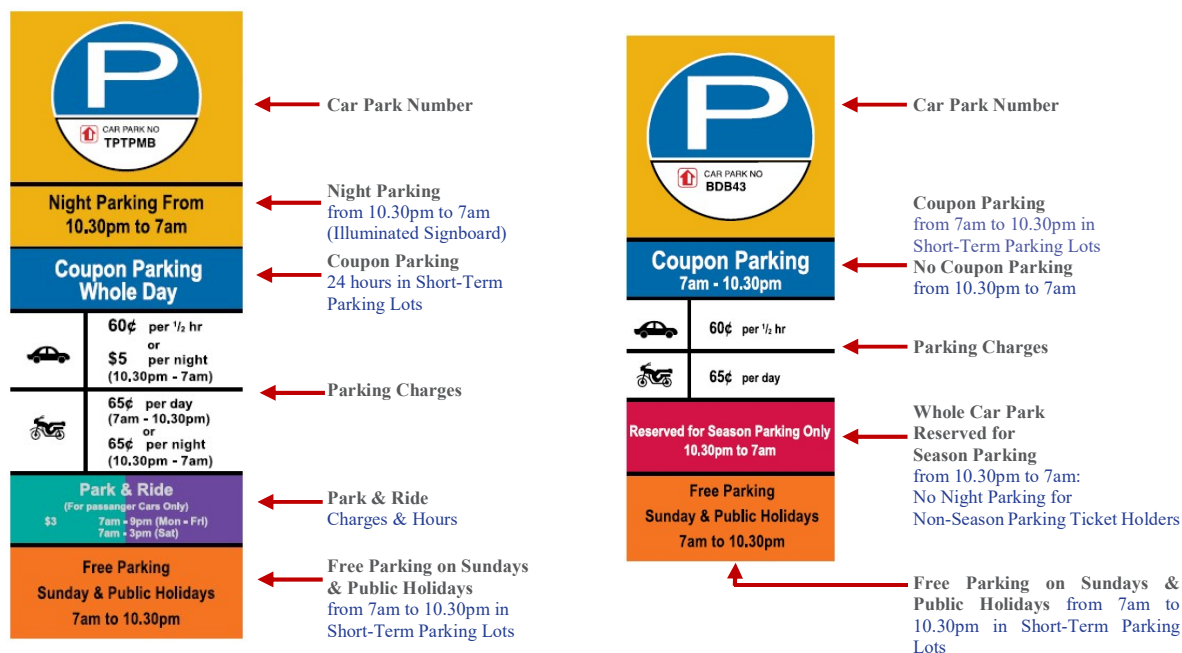 P
CAR PARK NO
TPTPMB
Night Parking From
10.30pm to 7am
Coupon Parking
Whole Day
60¢ per ½ hr
or
$5 per night
(10.30pm - 7am)
65¢ per day
(7am - 10.30pm)
or
65¢ per night
(10.30pm - 7am)
Park & Ride
(For passanger Cars Only)
$3 7am - 9pm (Mon - Fri)
7am - 3pm (Sat)
Free Parking
Sunday & Public Holidays
7am to 10.30pm
Car Park Number
Night Parking
from 10.30pm to 7am
(Illuminated Signboard)
Coupon Parking
24 hours in Short-Term
Parking Lots
Parking Charges
Park & Ride
Charges & Hours
Free Parking on Sundays
& Public Holidays
from 7am to 10.30pm in
Short-Term Parking Lots
P
CAR PARK NO
BDB43
Coupon Parking
7am - 10.30pm
60¢ per ½ hr
65¢ per day
Reserved for Season Parking Only
10.30pm to 7am
Free Parking
Sunday & Public Holidays
7am to 10.30pm
Car Park Number
Coupon Parking
from 7am to 10.30pm in
Short-Term Parking Lots
No Coupon Parking
from 10.30pm to 7am
Parking Charges
Whole Car Park
Reserved for
Season Parking
from 10.30pm to 7am:
No Night Parking for
Non-Season Parking Ticket Holders
Free Parking on Sundays &
Public Holidays from 7am to
10.30pm in Short-Term Parking
Lots